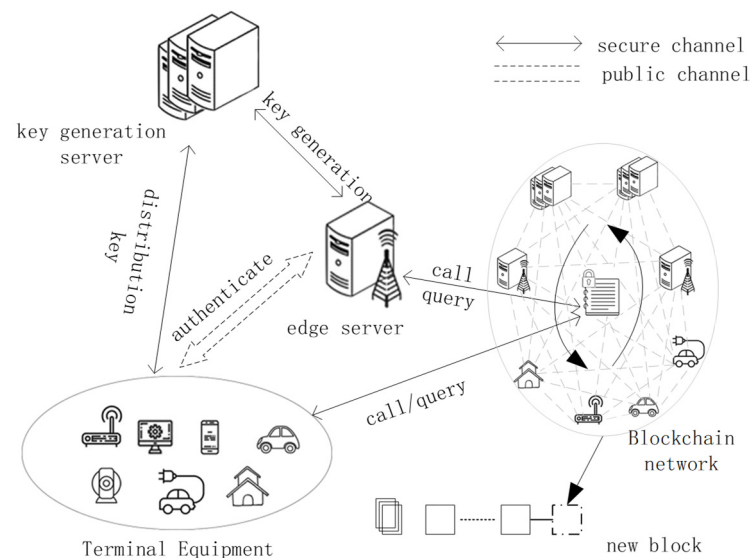 secure channel
public channel
key generation
server
key generation
distribution
key
authenticate
edge server
call
query
call/query
Blockchain
network
new block
Terminal Equipment